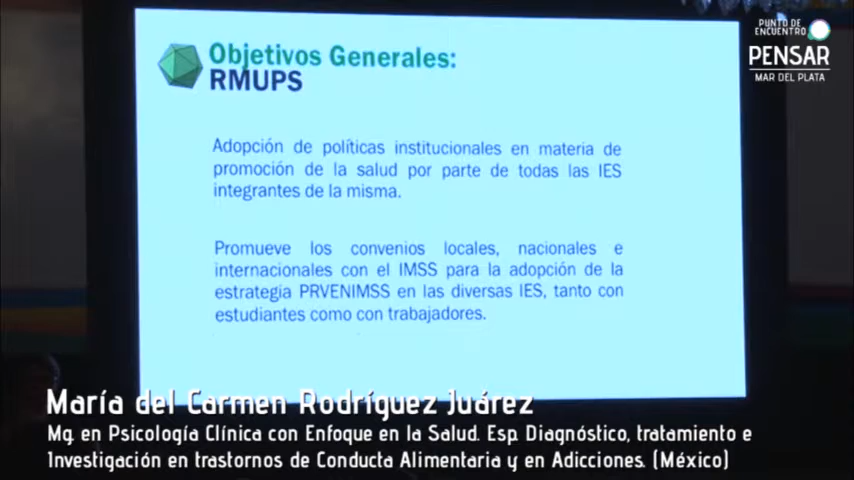 PUNTO DE
ENCUENTRO
PENSAR
MAR DEL PLATA
Objetivos Generales:
RMUPS
Adopción de políticas institucionales en materia de
promoción de la salud por parte de todas las IES
integrantes de la misma.
Promueve los convenios locales, nacionales e
internacionales con el IMSS para la adopción de la
estrategia PRVENIMSS en las diversas IES, tanto con
estudiantes como con trabajadores.
María del Carmen Rodríguez Juárez
Mg. en Psicología Clínica con Enfoque en la Salud. Esp. Diagnóstico, tratamiento e
Investigación en trastornos de Conducta Alimentaria y en Adicciones. (México)